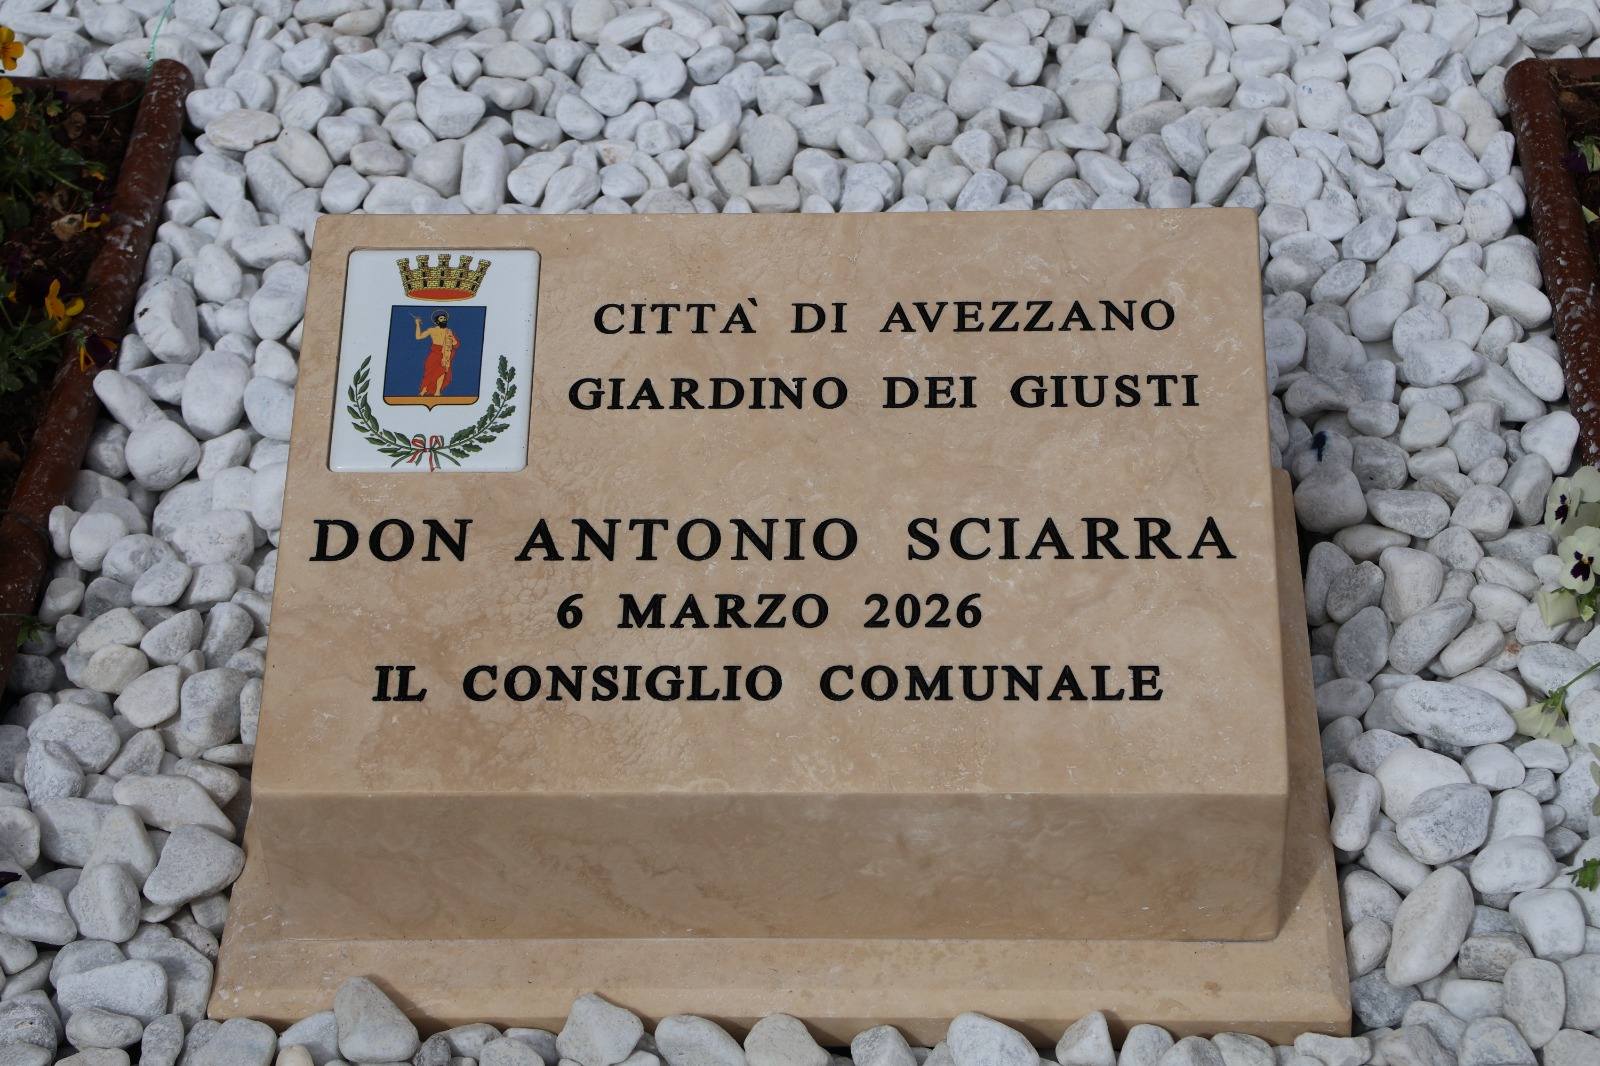 CITTÀ DI AVEZZANO
GIARDINO DEI GIUSTI
DON ANTONIO SCIARRA
6 MARZO 2026
IL CONSIGLIO COMUNALE